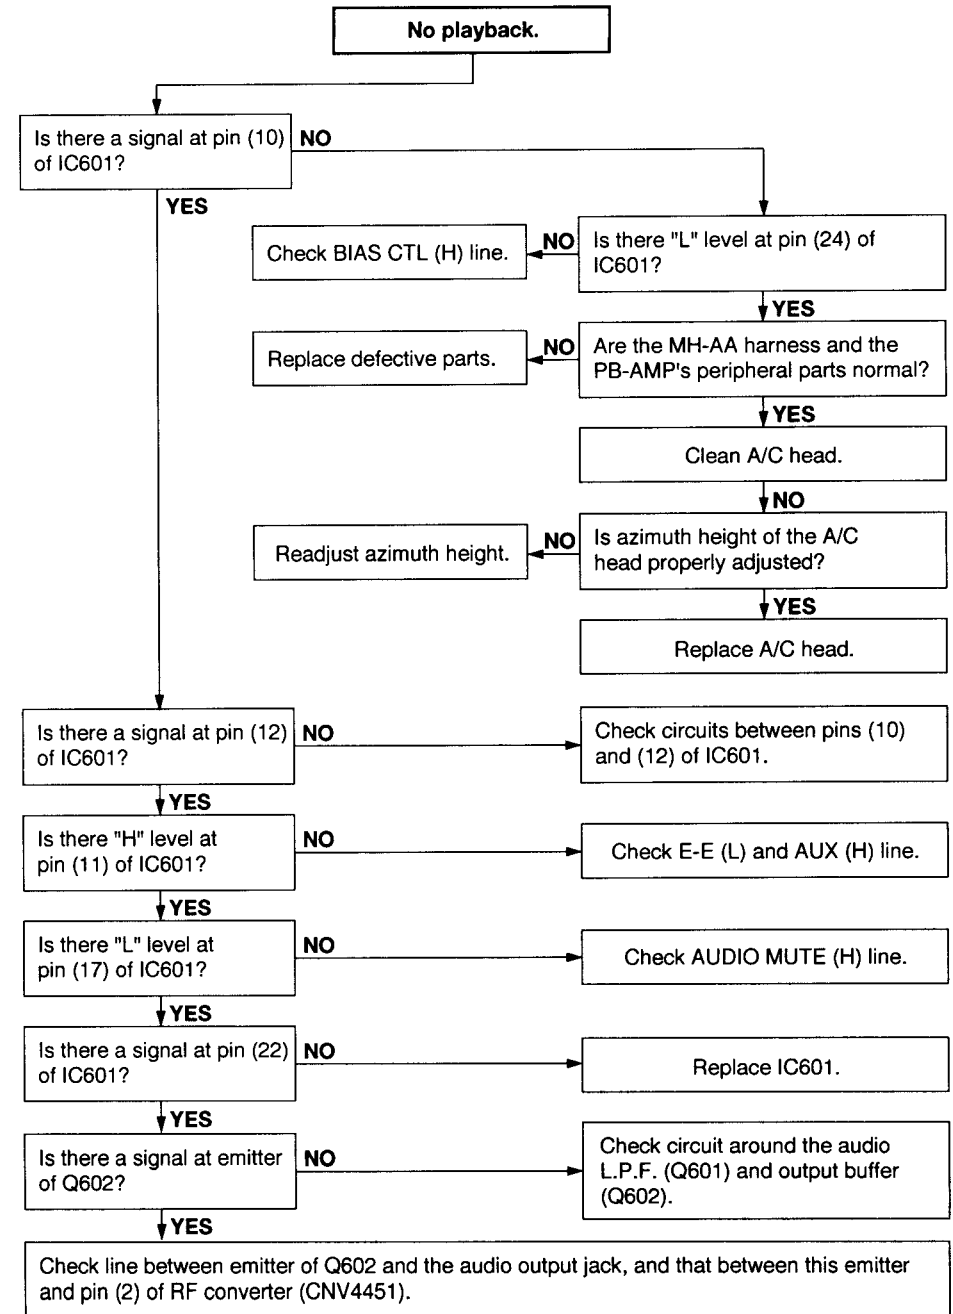 No playback.
Is there a signal at pin (10)
of IC601?
NO
YES
Is there "L" level at pin (24) of
IC601?
NO
Check BIAS CTL (H) line.
YES
Are the MH-AA harness and the
PB-AMP's peripheral parts normal?
NO
Replace defective parts.
YES
Clean A/C head.
NO
Is azimuth height of the A/C
head properly adjusted?
NO
Readjust azimuth height.
YES
Replace A/C head.
Is there a signal at pin (12)
of IC601?
NO
Check circuits between pins (10)
and (12) of IC601.
YES
Is there "H" level at
pin (11) of IC601?
NO
Check E-E (L) and AUX (H) line.
YES
Is there "L" level at
pin (17) of IC601?
NO
Check AUDIO MUTE (H) line.
YES
Is there a signal at pin (22)
of IC601?
NO
Replace IC601.
YES
Is there a signal at emitter
of Q602?
NO
Check circuit around the audio
L.P.F. (Q601) and output buffer
(Q602).
YES
Check line between emitter of Q602 and the audio output jack, and that between this emitter
and pin (2) of RF converter (CNV4451).